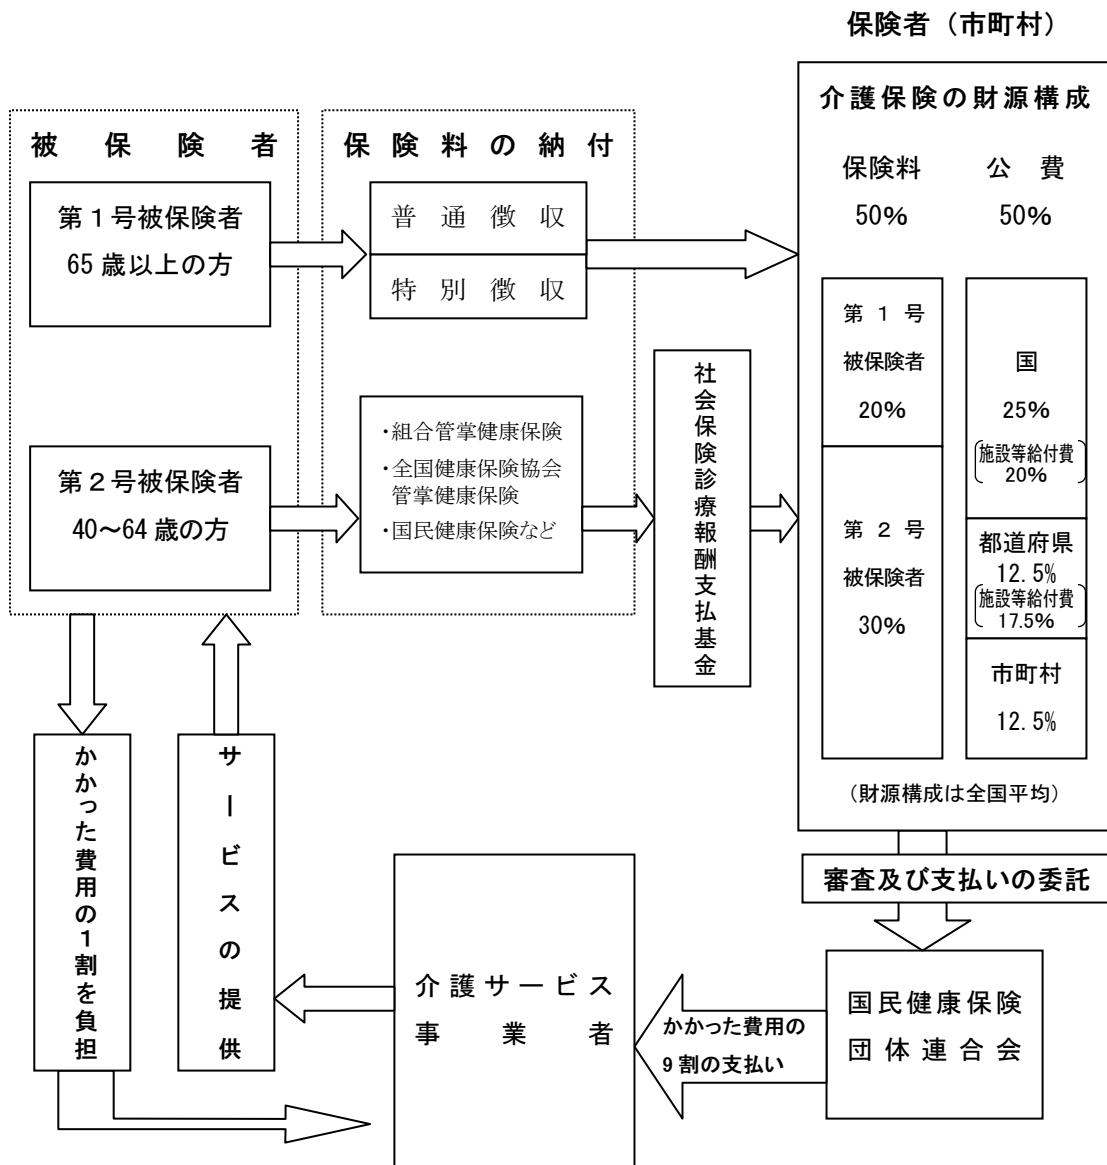 保険者（市町村）
介護保険の財源構成
保険料
50%
公費
50%
第１号
被保険者
20%
第２号
被保険者
30%
国
25%
施設等給付費
20%
都道府県
12.5%
施設等給付費
17.5%
市町村
12.5%
（財源構成は全国平均）
被保険者
第１号被保険者
65歳以上の方
第２号被保険者
40～64歳の方
保険料の納付
普通徴収
特別徴収
・組合管掌健康保険
・全国健康保険協会
管掌健康保険
・国民健康保険など
社会保険診療報酬支払基金
かかった費用の１割を負担
サービスの提供
介護サービス
事業者
かかった費用の
9割の支払い
審査及び支払いの委託
国民健康保険
団体連合会